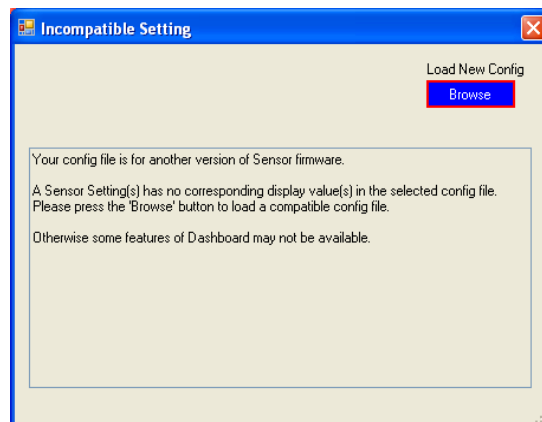 Incompatible Setting
Load New Config
Browse
Your config file is for another version of Sensor firmware.
A Sensor Setting(s) has no corresponding display value(s) in the selected config file.
Please press the 'Browse' button to load a compatible config file.
Otherwise some features of Dashboard may not be available.